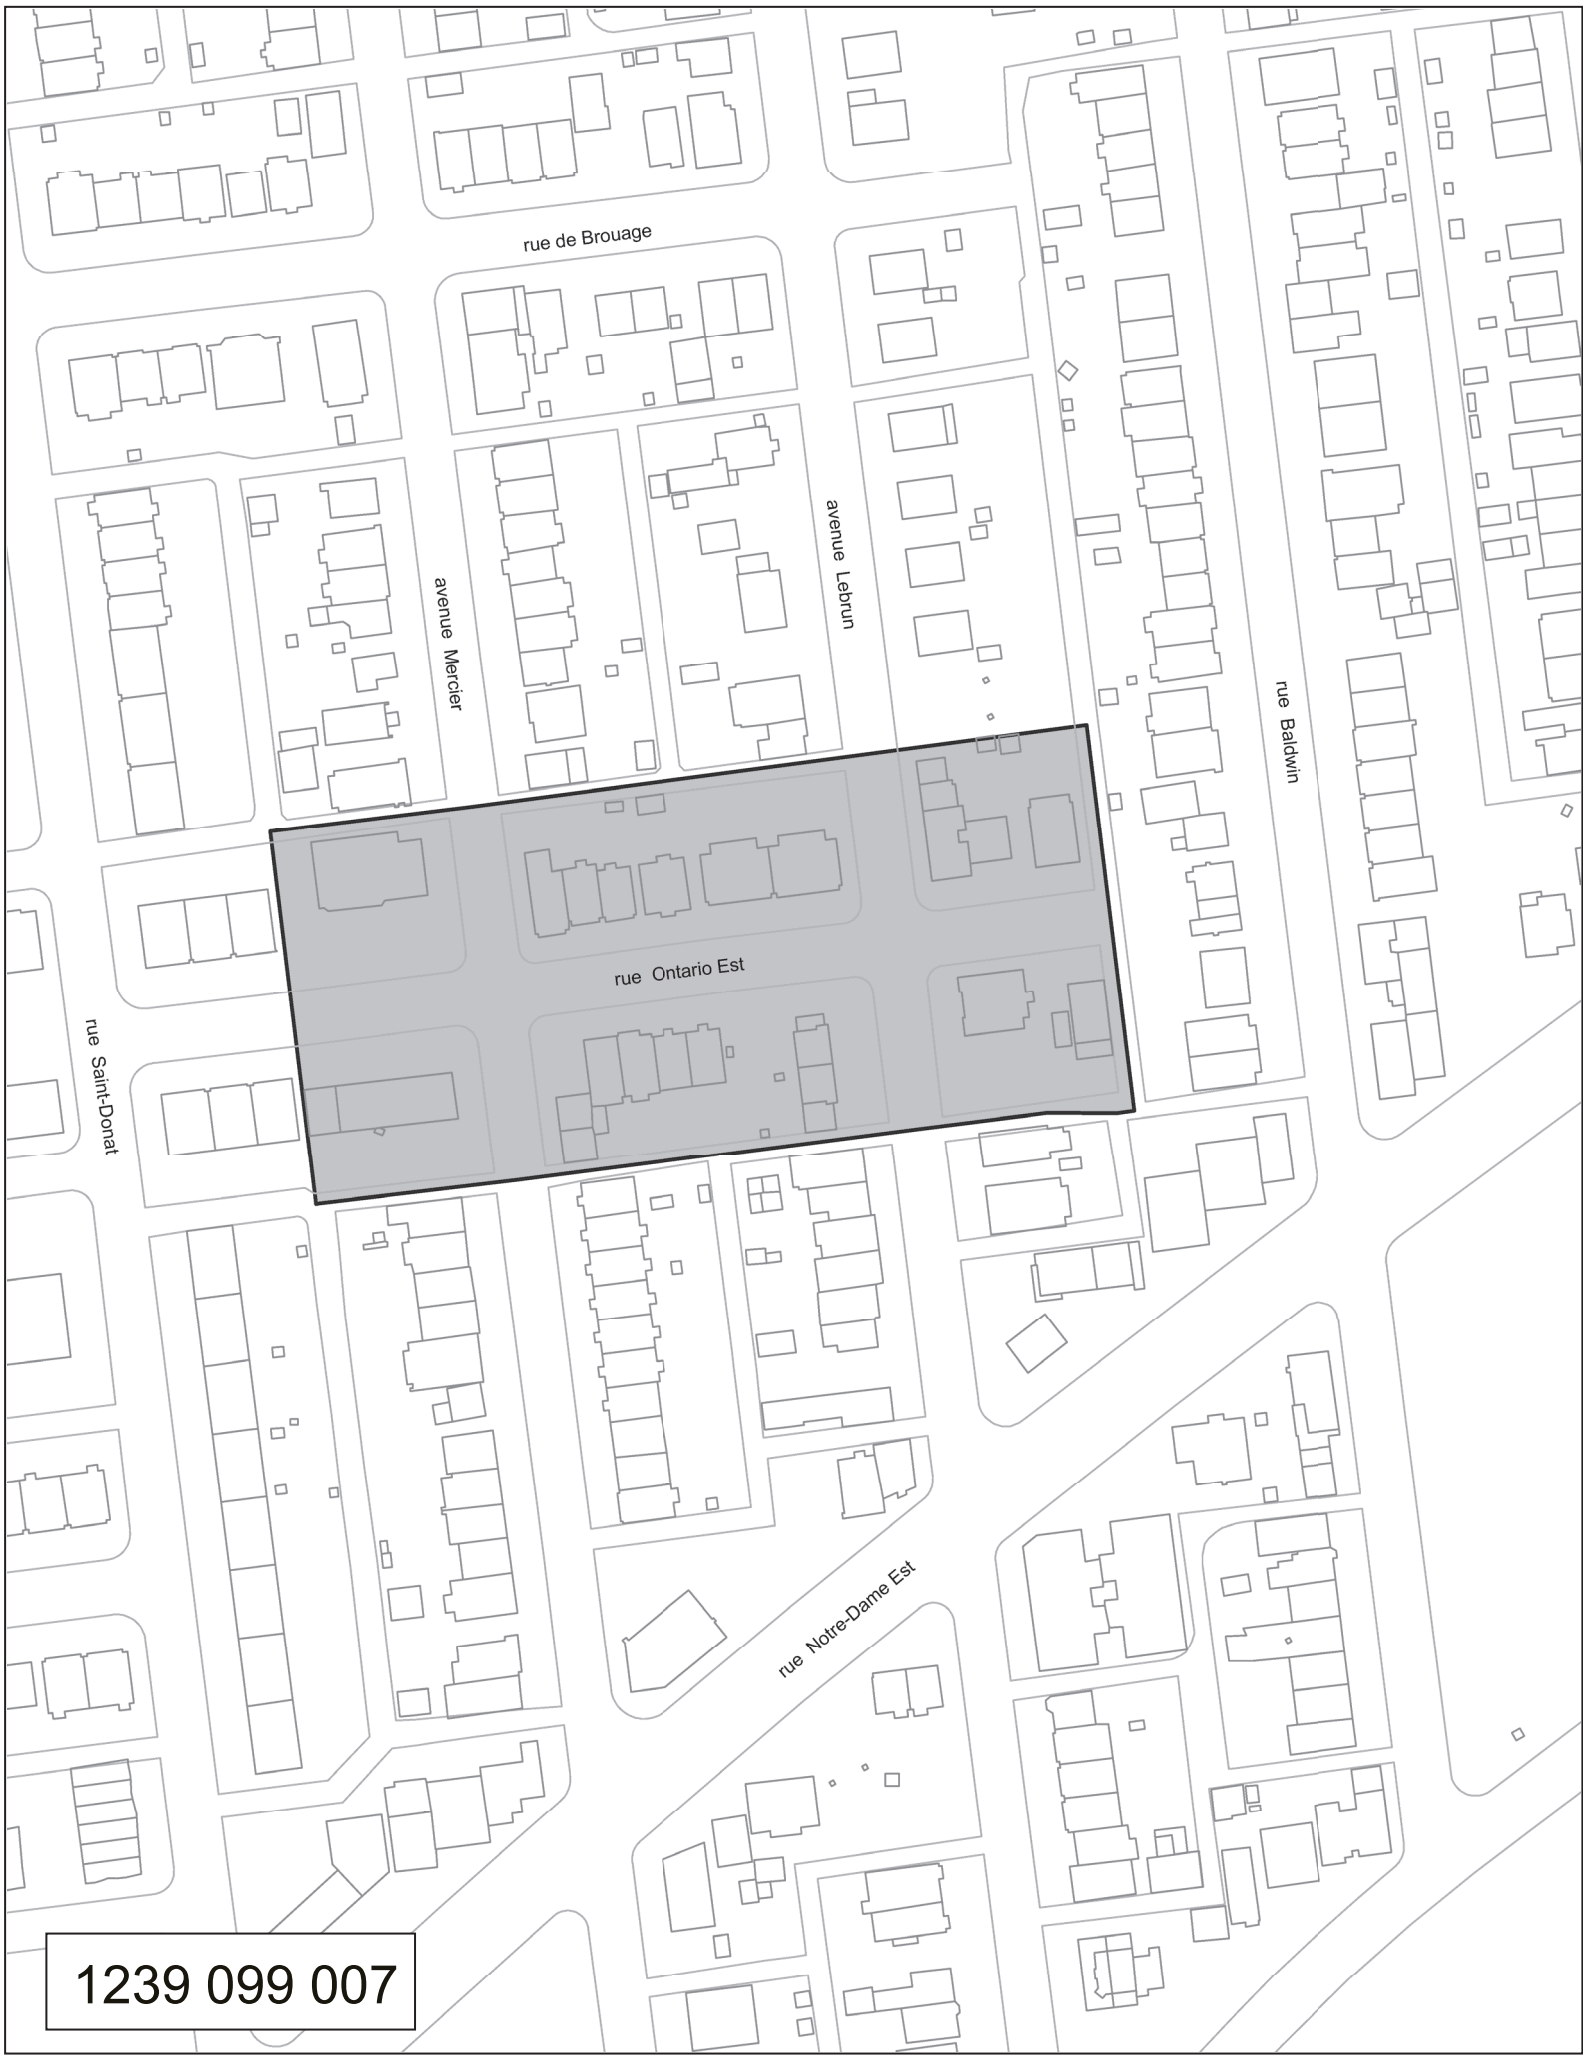 rue de Brouage
avenue Lebrun
avenue Mercier
rue Baldwin
rue Ontario Est
rue Saint-Donat
rue Notre-Dame Est
1239 099 007